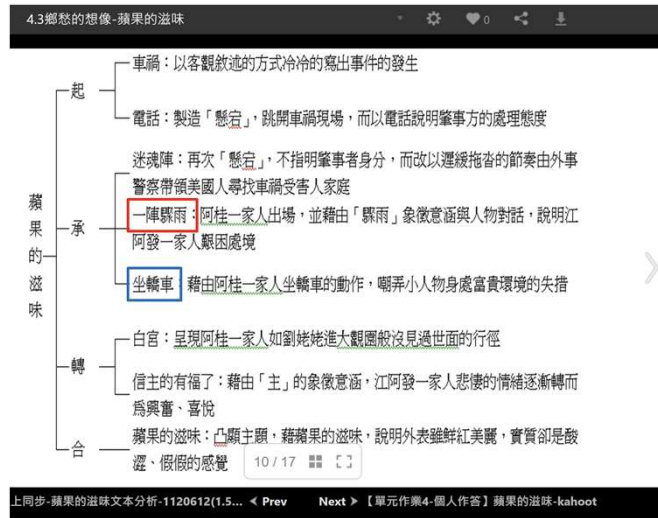 4.3鄉愁的想像-蘋果的滋味
0
車禍：以客觀敘述的方式冷冷的寫出事件的發生
起
電話：製造「懸宕」，跳開車禍現場，而以電話說明肇事方的處理態度
迷魂陣：再次「懸宕」，不指明肇事者身分，而改以遲緩拖沓的節奏由外事
警察帶領美國人尋找車禍受害人家庭
蘋果的滋味
承
一陣驟雨：阿桂一家人出場，並藉由「驟雨」象徵意涵與人物對話，說明江
阿發一家人艱困處境
坐轎車：藉由阿桂一家人坐轎車的動作，嘲弄小人物身處富貴環境的失措
白宮：呈現阿桂一家人如劉姥姥進大觀園般沒見過世面的行徑
轉
信主的有福了：藉由「主」的象徵意涵，江阿發一家人悲悽的情緒逐漸轉而
為興奮、喜悅
蘋果的滋味：凸顯主題，藉蘋果的滋味，說明外表雖鮮紅美麗，實質卻是酸
合
澀、假假的感覺
10 / 17
上同步-蘋果的滋味文本分析-1120612(1.5... Prev Next 【單元作業4-個人作答】蘋果的滋味-kahoot